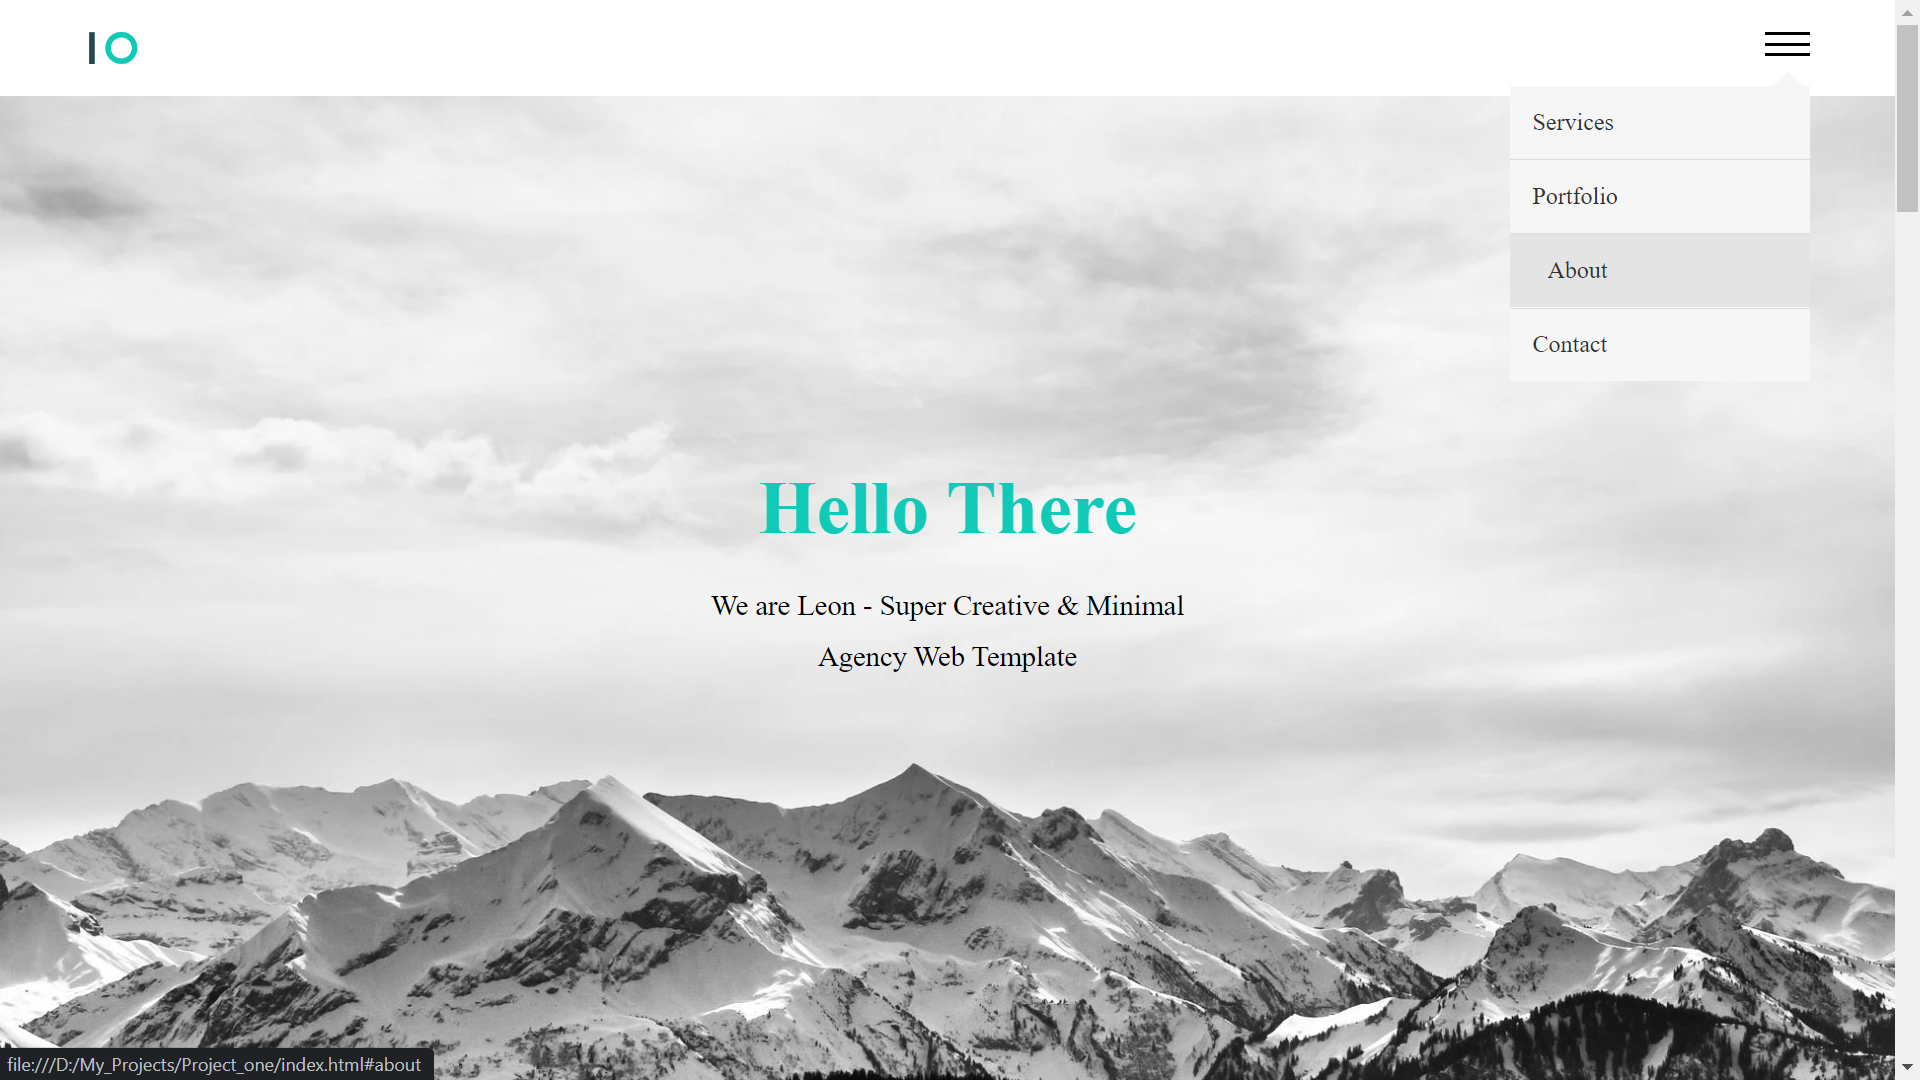 IO
Services
Portfolio
About
Contact
Hello There
We are Leon - Super Creative & Minimal
Agency Web Template
file:///D:/My_Projects/Project_one/index.html#about